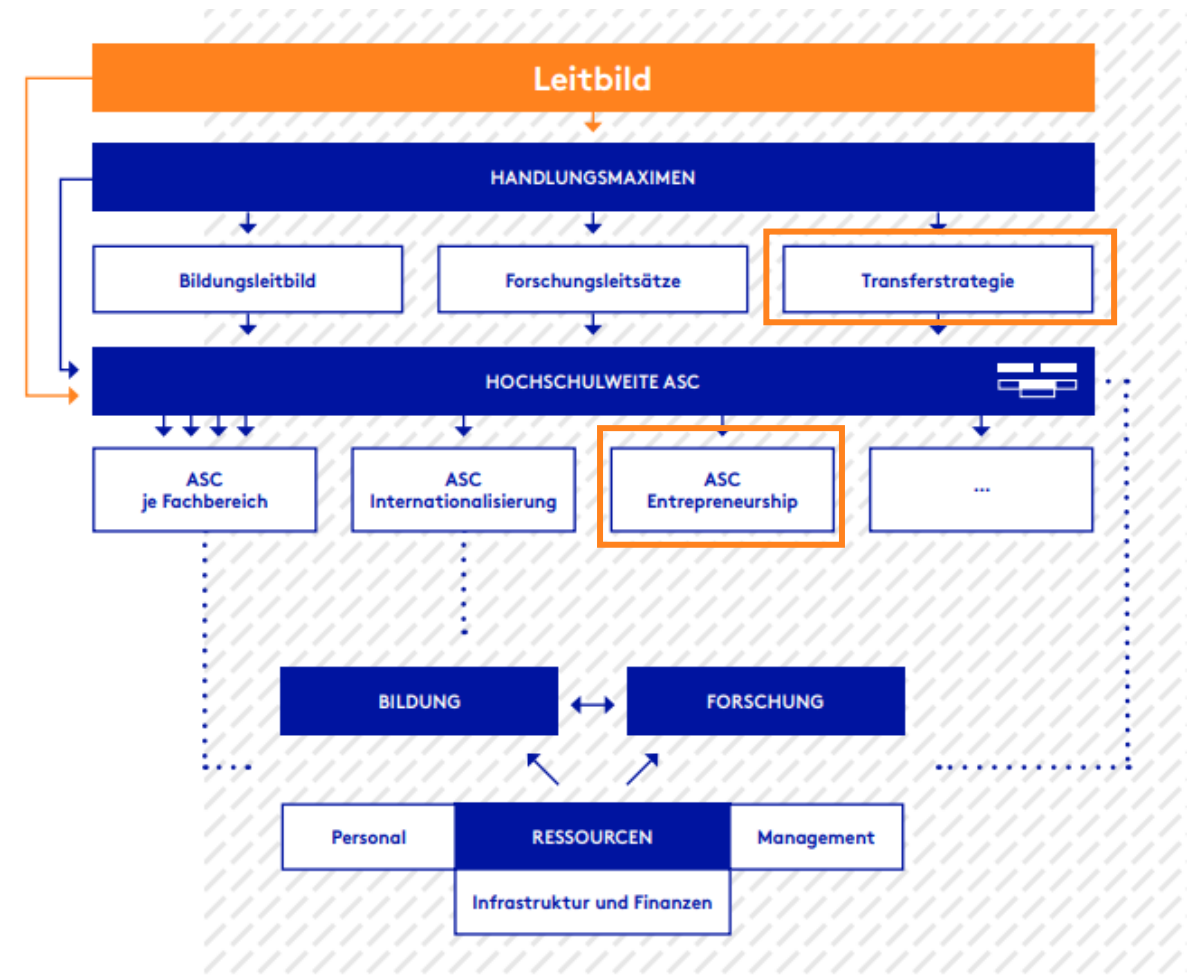 Leitbild
HANDLUNGSMAXIMEN
Bildungsleitbild
Forschungsleitsätze
Transferstrategie
HOCHSCHULWEITE ASC
ASC
je Fachbereich
ASC
Internationalisierung
ASC
Entrepreneurship
...
BILDUNG
FORSCHUNG
Personal
RESSOURCEN
Management
Infrastruktur und Finanzen